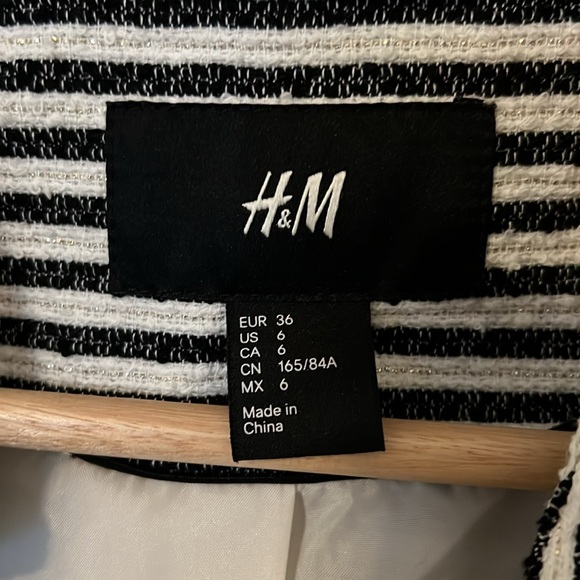 H&M
EUR 36
US 6
CA 6
CN 165/84A
MX 6
Made in
China